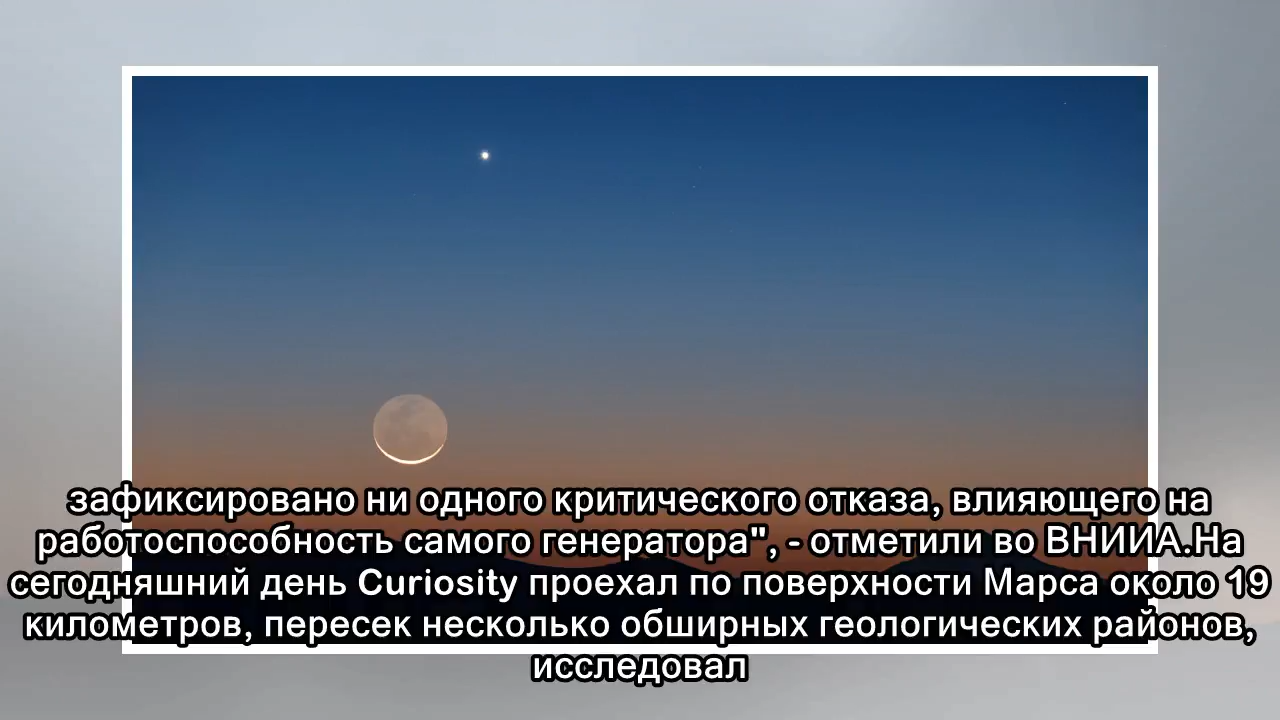 зафиксировано ни одного критического отказа, влияющего на
работоспособность самого генератора", - отметили во ВНИИА.На
сегодняшний день Curiosity проехал по поверхности Марса около 19
километров, пересек несколько обширных геологических районов,
исследовал